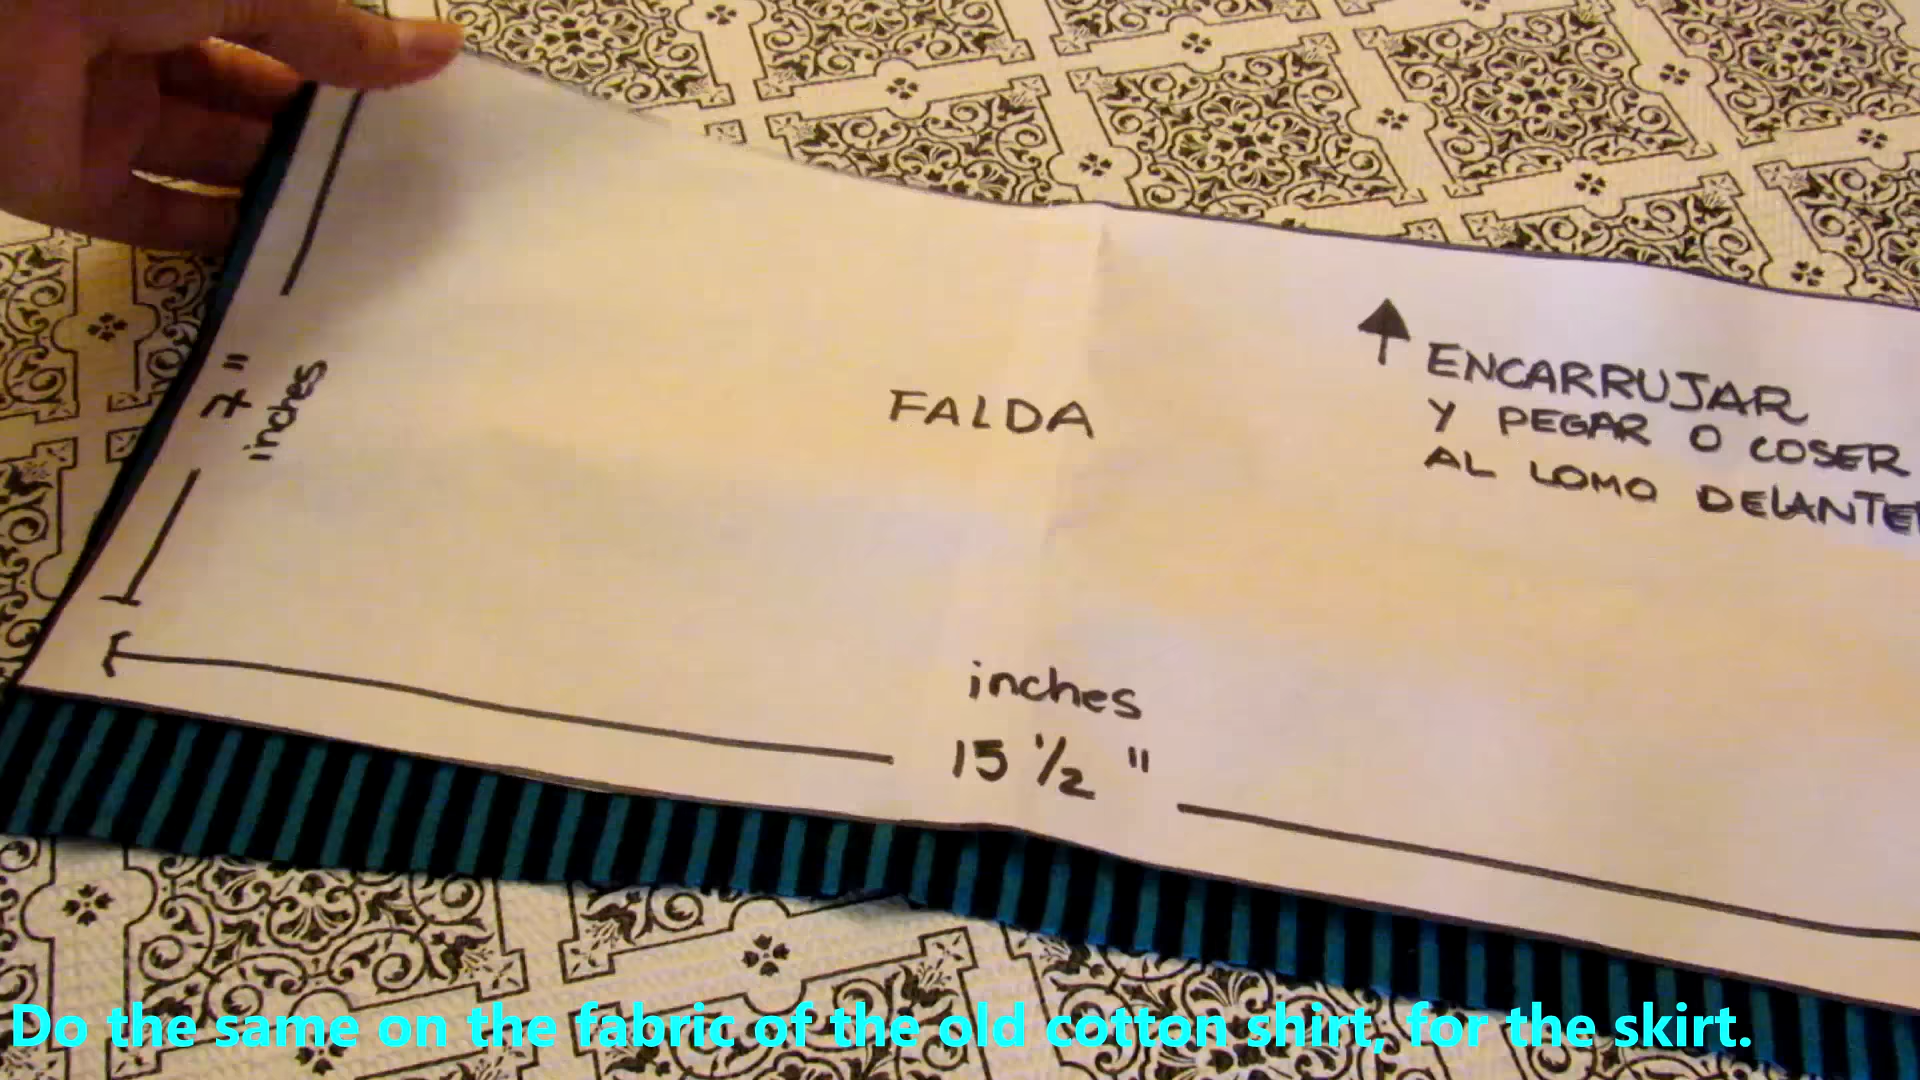 7"
inches
FALDA
ENCARRUJAR
Y PEGAR O COSER
AL LOMO
inches
15 1/2 "
Do the same on the fabric of the old cotton shirt, for the skirt.